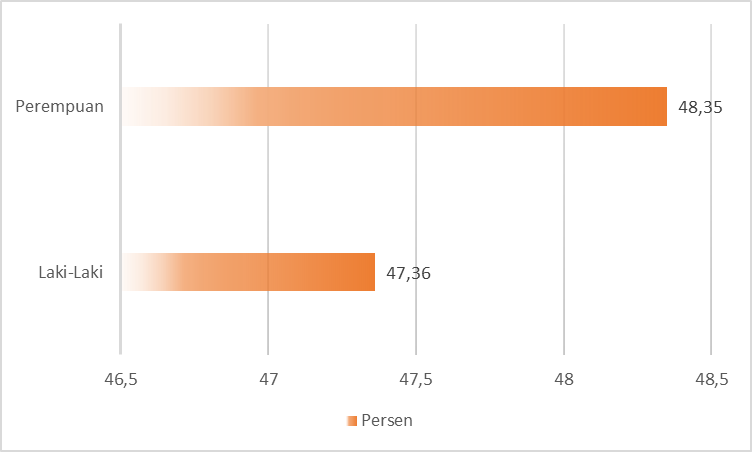 Perempuan
48,35
Laki-Laki
47,36
46,5 47 47,5 48 48,5
Persen